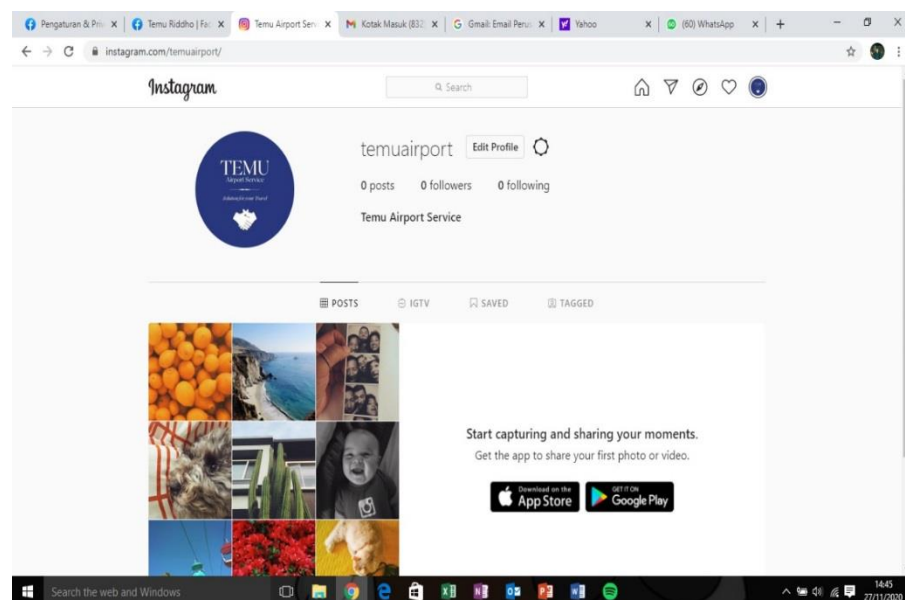 Pengaturan & Priv
Temu Riddho | Fac
Temu Airport Serv
Kotak Masuk (832)
Gmail: Email Perus
Yahoo
(60) WhatsApp
instagram.com/temuairport/
Instagram
Search
temuairport
Edit Profile
TEMU
Airport Service
0 posts 0 followers 0 following
Temu Airport Service
POSTS IGTV SAVED TAGGED
Start capturing and sharing your moments.
Get the app to share your first photo or video.
Download on the
App Store
GET IT ON
Google Play
Search the web and Windows
14:45
27/11/2020